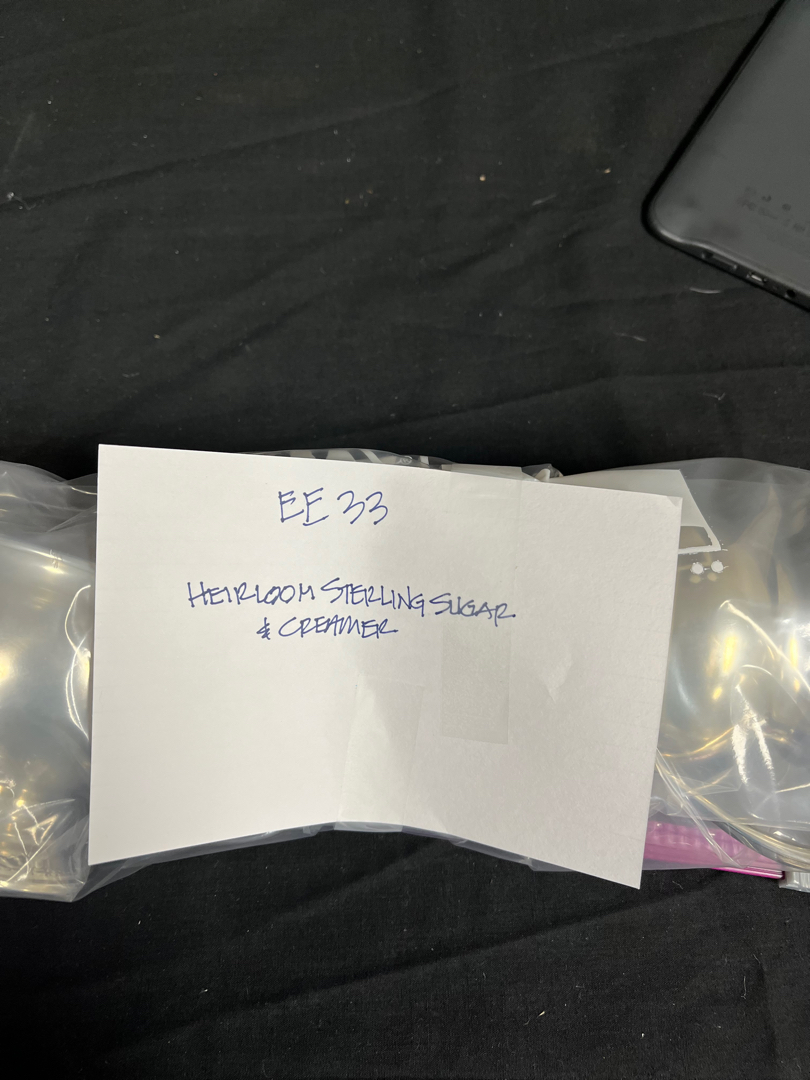 EE 33
HEIRLOOM STERLING SUGAR
& CREAMER